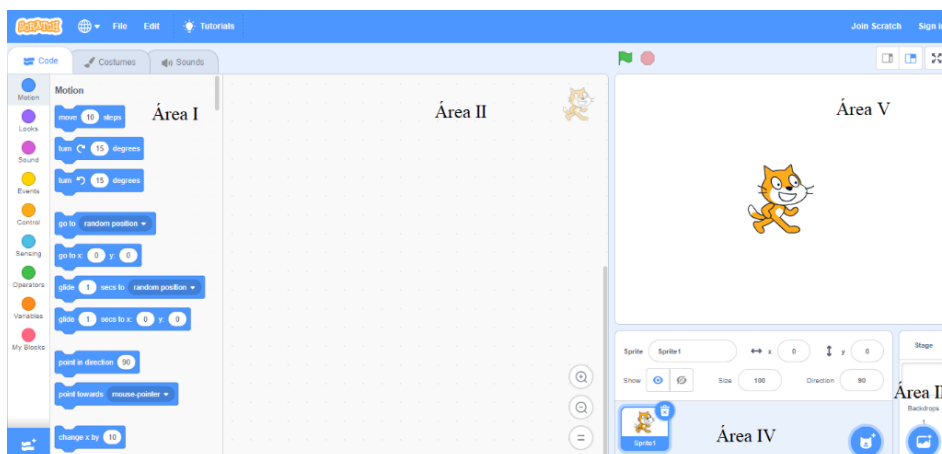 SCRATCH File Edit Tutorials Join Scratch
Code Costumes Sounds
Motion
Looks
Sound
Events
Control
Sensing
Operators
Variables
My Blocks
Motion
Área I
move 10 steps
turn 15 degrees
turn 15 degrees
go to random position
go to x: 0 y: 0
glide 1 secs to random position
glide 1 secs to x: 0 y: 0
point in direction 90
point towards mouse-pointer
change x by 10
Área II
Área V
Sprite Sprite1 x 0 y 0
Show Size 100 Direction 90
Sprite1
Área IV
Stage
Área
Backdrops
1